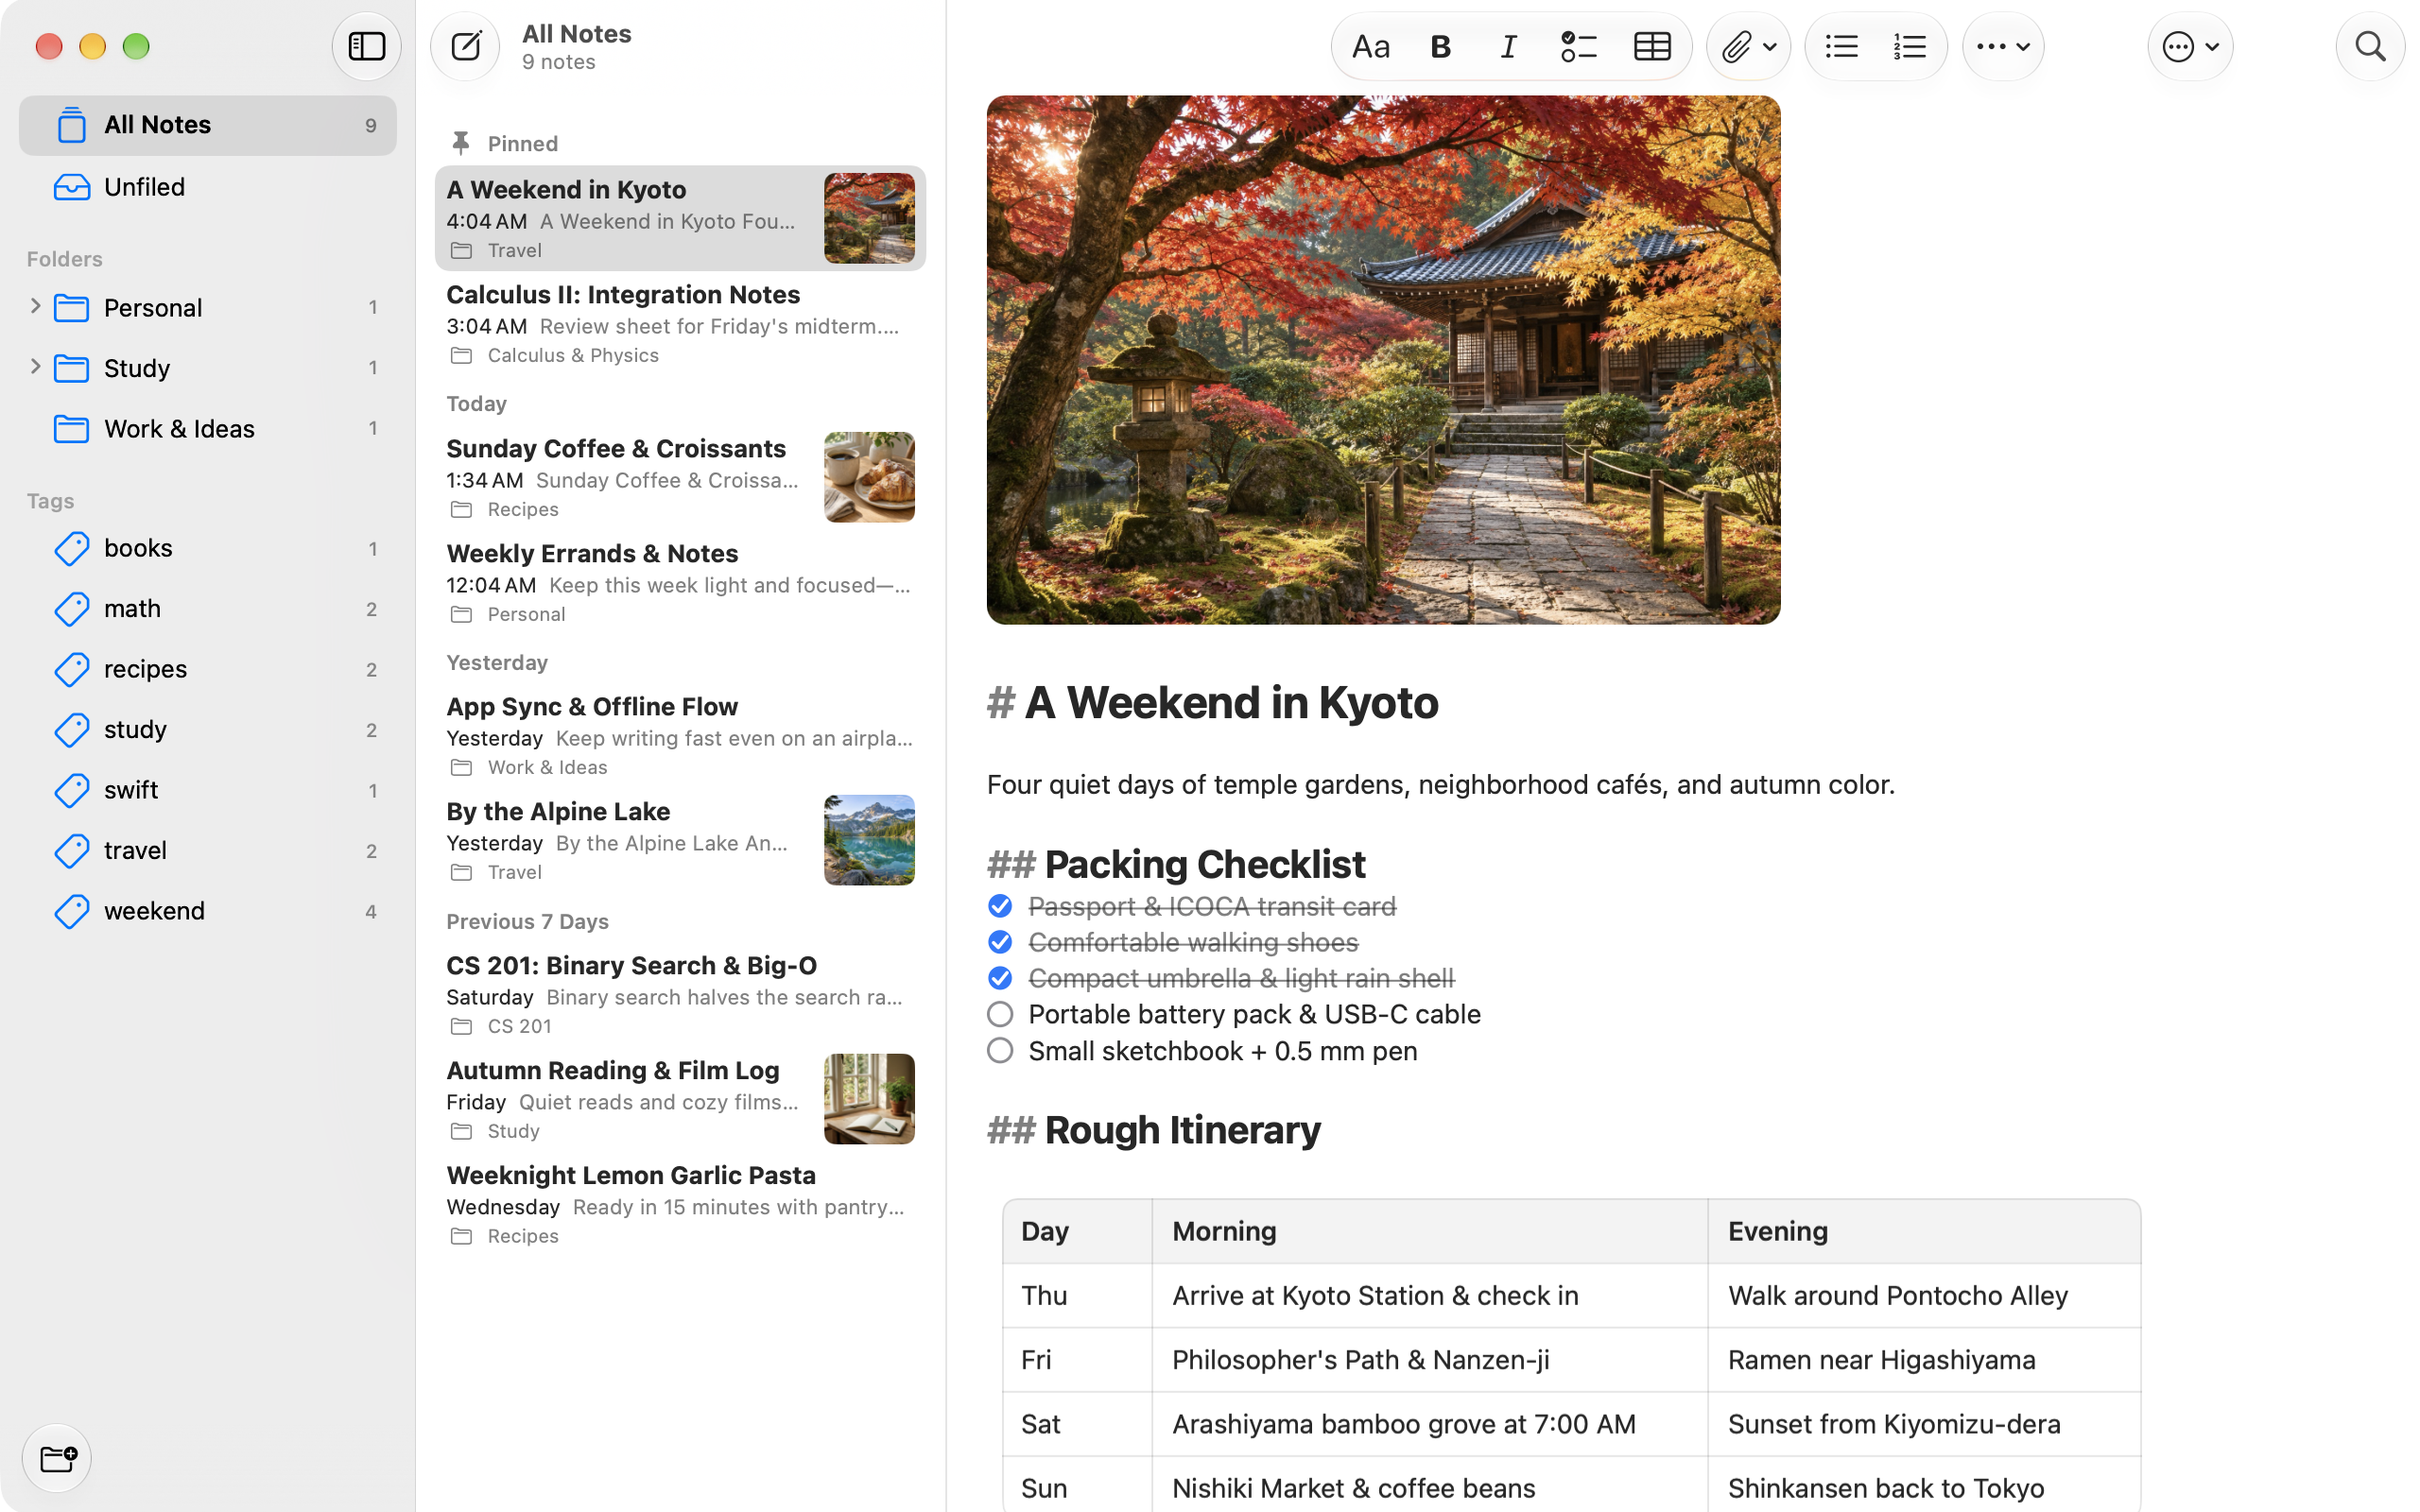 All Notes
9
Unfiled
Folders
Personal
1
Study
1
Work & Ideas
1
Tags
books
1
math
2
recipes
2
study
2
swift
1
travel
2
weekend
4
All Notes
9 notes
Pinned
A Weekend in Kyoto
4:04 AM A Weekend in Kyoto Fou...
Travel
Calculus II: Integration Notes
3:04 AM Review sheet for Friday's midterm....
Calculus & Physics
Today
Sunday Coffee & Croissants
1:34 AM Sunday Coffee & Croissa...
Recipes
Weekly Errands & Notes
12:04 AM Keep this week light and focused—...
Personal
Yesterday
App Sync & Offline Flow
Yesterday Keep writing fast even on an airpla...
Work & Ideas
By the Alpine Lake
Yesterday By the Alpine Lake An...
Travel
Previous 7 Days
CS 201: Binary Search & Big-O
Saturday Binary search halves the search ra...
CS 201
Autumn Reading & Film Log
Friday Quiet reads and cozy films...
Study
Weeknight Lemon Garlic Pasta
Wednesday Ready in 15 minutes with pantry...
Recipes
Aa B I
# A Weekend in Kyoto
Four quiet days of temple gardens, neighborhood cafés, and autumn color.
## Packing Checklist
Passport & ICOCA transit card
Comfortable walking shoes
Compact umbrella & light rain shell
Portable battery pack & USB-C cable
Small sketchbook + 0.5 mm pen
## Rough Itinerary
Day Morning Evening
Thu Arrive at Kyoto Station & check in Walk around Pontocho Alley
Fri Philosopher's Path & Nanzen-ji Ramen near Higashiyama
Sat Arashiyama bamboo grove at 7:00 AM Sunset from Kiyomizu-dera
Sun Nishiki Market & coffee beans Shinkansen back to Tokyo